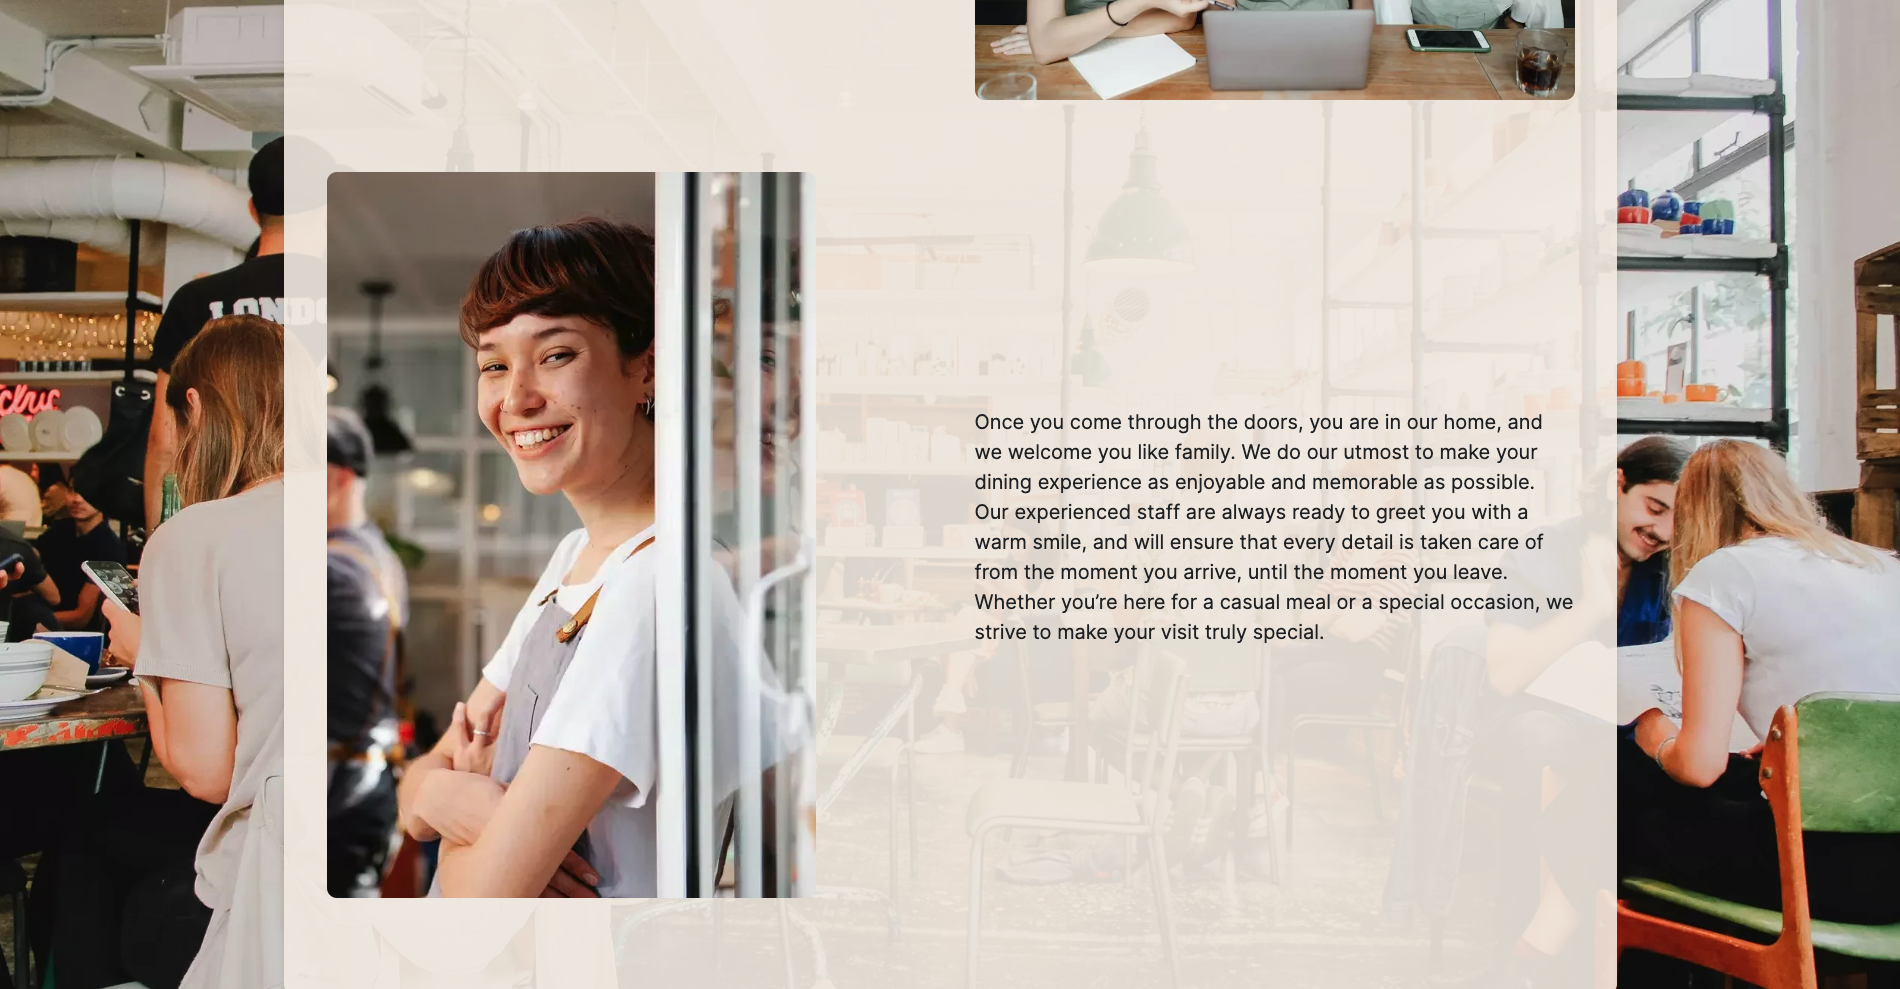 LONDO
Once you come through the doors, you are in our home, and
we welcome you like family. We do our utmost to make your
dining experience as enjoyable and memorable as possible.
Our experienced staff are always ready to greet you with a
warm smile, and will ensure that every detail is taken care of
from the moment you arrive, until the moment you leave.
Whether you’re here for a casual meal or a special occasion, we
strive to make your visit truly special.